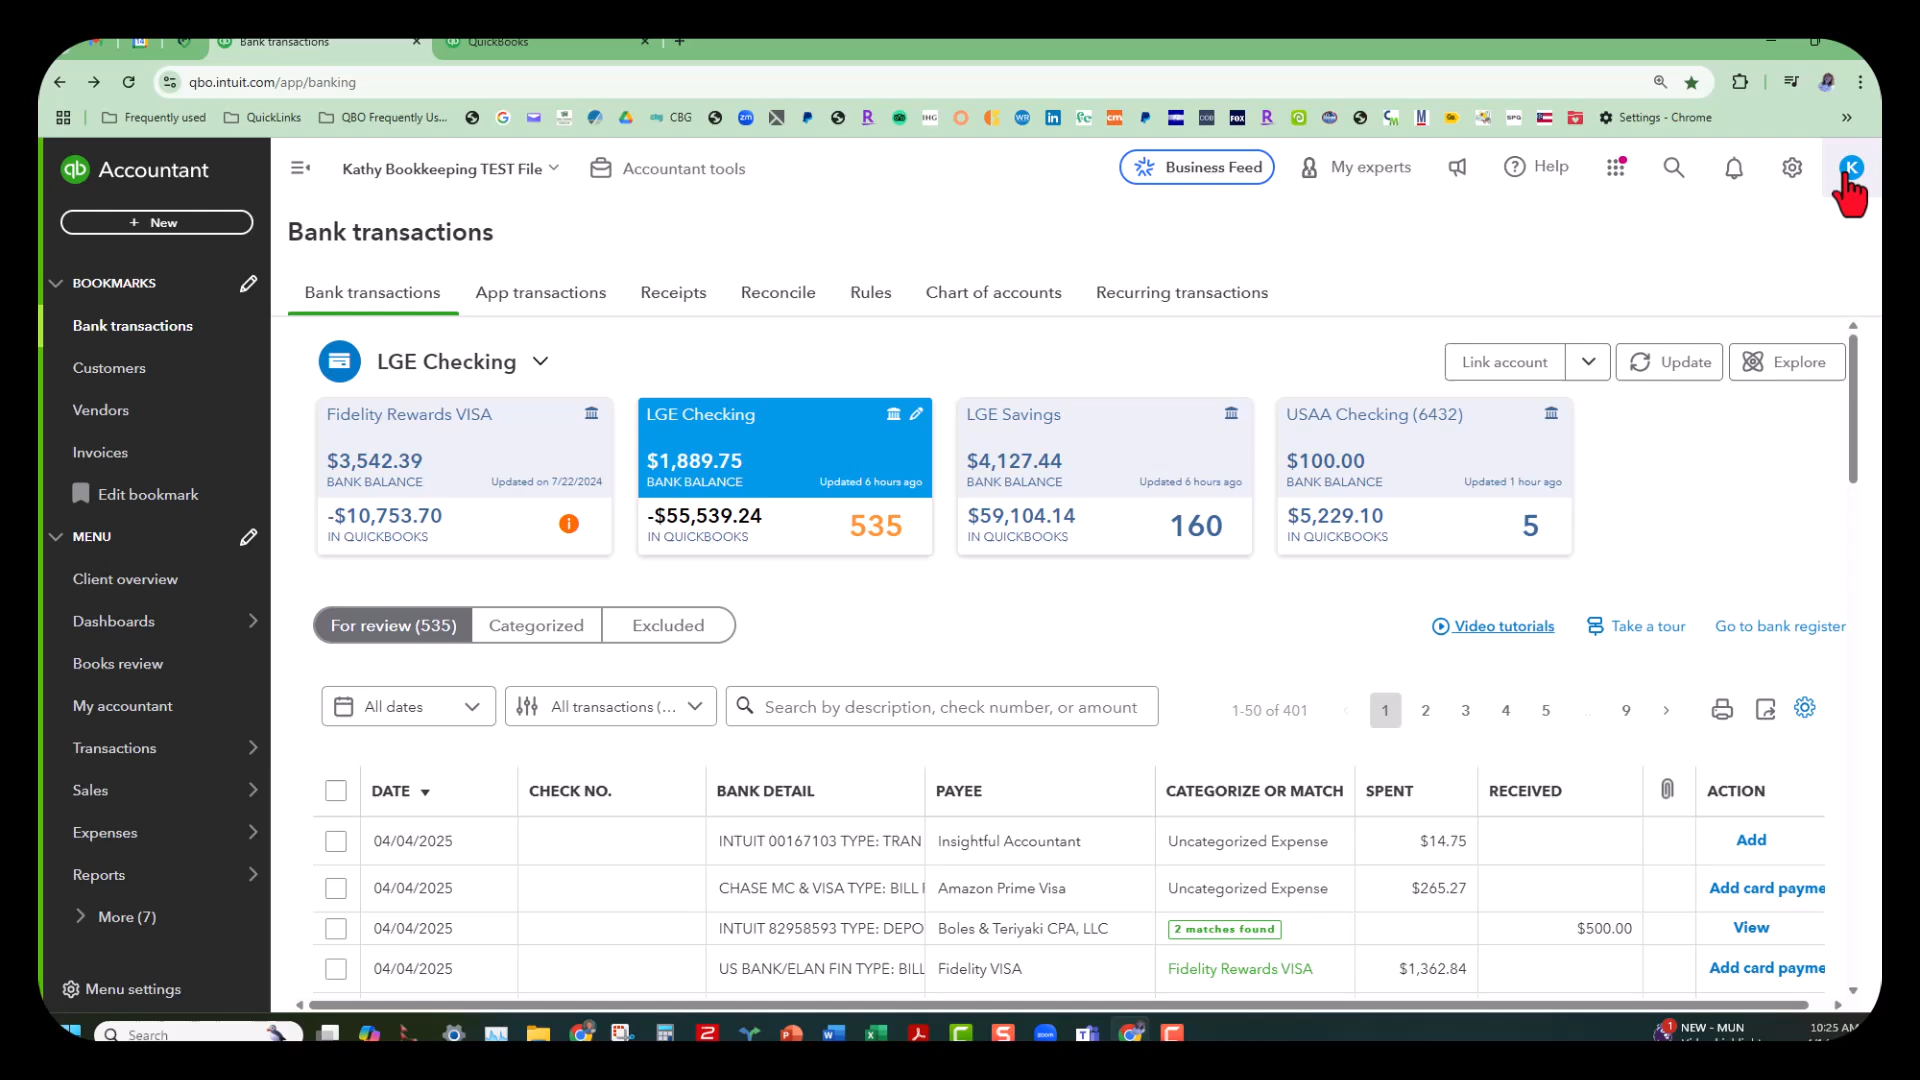 Bank transactions
QuickBooks
qbo.intuit.com/app/banking
Frequently used
QuickLinks
QBO Frequently Us...
CBG
Settings - Chrome
qb Accountant
Kathy Bookkeeping TEST File
Accountant tools
Business Feed
My experts
Help
K
+ New
Bank transactions
BOOKMARKS
Bank transactions
Customers
Vendors
Invoices
Edit bookmark
MENU
Client overview
Dashboards
Books review
My accountant
Transactions
Sales
Expenses
Reports
More (7)
Menu settings
Bank transactions App transactions Receipts Reconcile Rules Chart of accounts Recurring transactions
LGE Checking
Link account
Update
Explore
Fidelity Rewards VISA
$3,542.39
BANK BALANCE
Updated on 7/22/2024
-$10,753.70
IN QUICKBOOKS
LGE Checking
$1,889.75
BANK BALANCE
Updated 6 hours ago
-$55,539.24
IN QUICKBOOKS
535
LGE Savings
$4,127.44
BANK BALANCE
Updated 6 hours ago
$59,104.14
IN QUICKBOOKS
160
USAA Checking (6432)
$100.00
BANK BALANCE
Updated 1 hour ago
$5,229.10
IN QUICKBOOKS
5
For review (535) Categorized Excluded
Video tutorials
Take a tour
Go to bank register
All dates
All transactions (...
Search by description, check number, or amount
1-50 of 401
1 2 3 4 5 .. 9
DATE CHECK NO. BANK DETAIL PAYEE CATEGORIZE OR MATCH SPENT RECEIVED ACTION
04/04/2025 INTUIT 00167103 TYPE: TRAN Insightful Accountant Uncategorized Expense $14.75 Add
04/04/2025 CHASE MC & VISA TYPE: BILL Amazon Prime Visa Uncategorized Expense $265.27 Add card payme
04/04/2025 INTUIT 82958593 TYPE: DEPO Boles & Teriyaki CPA, LLC 2 matches found $500.00 View
04/04/2025 US BANK/ELAN FIN TYPE: BILL Fidelity VISA Fidelity Rewards VISA $1,362.84 Add card payme
Search
1
NEW - MUN
10:25 AM